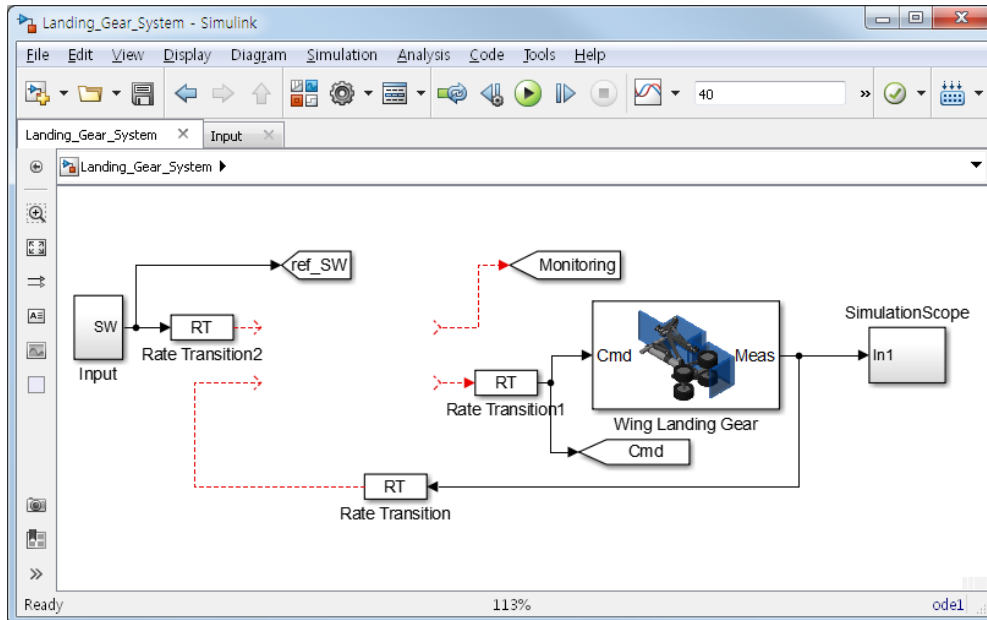 Landing_Gear_System - Simulink
File Edit View Display Diagram Simulation Analysis Code Tools Help
40
»
Landing_Gear_System × Input ×
Landing_Gear_System
ref_SW
Monitoring
SW
RT
Rate Transition2
Input
SimulationScope
Cmd
Meas
In1
RT
Rate Transition1
Wing Landing Gear
Cmd
RT
Rate Transition
Ready 113% ode1